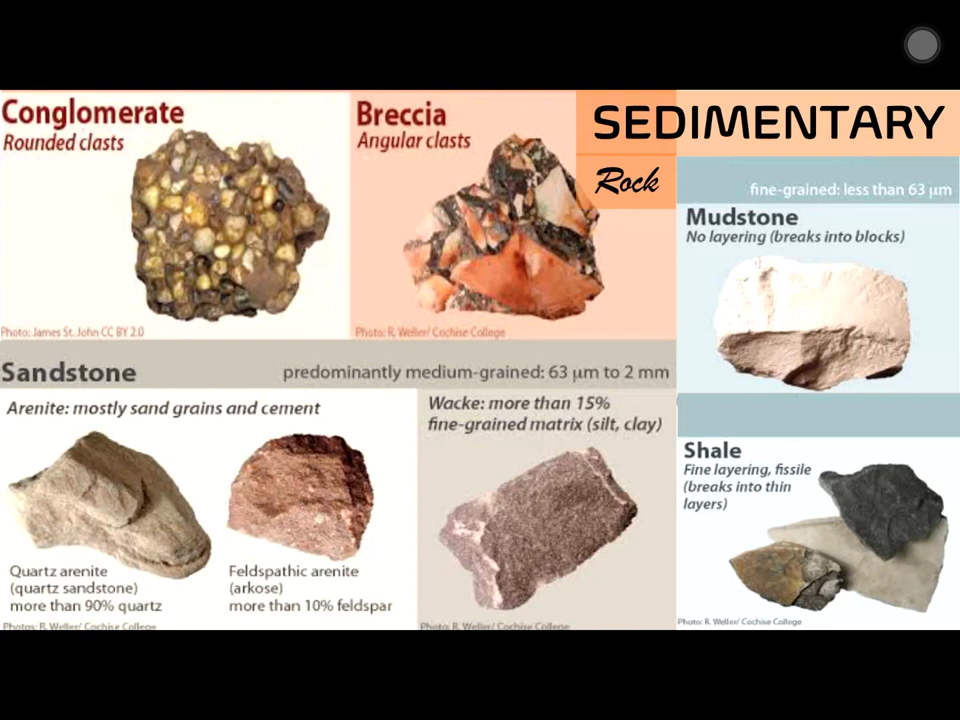 Conglomerate
Rounded clasts
Photo: James St. John CC BY 2.0
Breccia
Angular clasts
Photo: R. Weller/ Cochise College
SEDIMENTARY
Rock
fine-grained: less than 63 µm
Mudstone
No layering (breaks into blocks)
Sandstone
predominantly medium-grained: 63 µm to 2 mm
Arenite: mostly sand grains and cement
Quartz arenite
(quartz sandstone)
more than 90% quartz
Feldspathic arenite
(arkose)
more than 10% feldspar
Photos: R. Weller/ Cochise College
Wacke: more than 15%
fine-grained matrix (silt, clay)
Photo: R. Weller/ Cochise College
Shale
Fine layering, fissile
(breaks into thin
layers)
Photo: R. Weller/ Cochise College